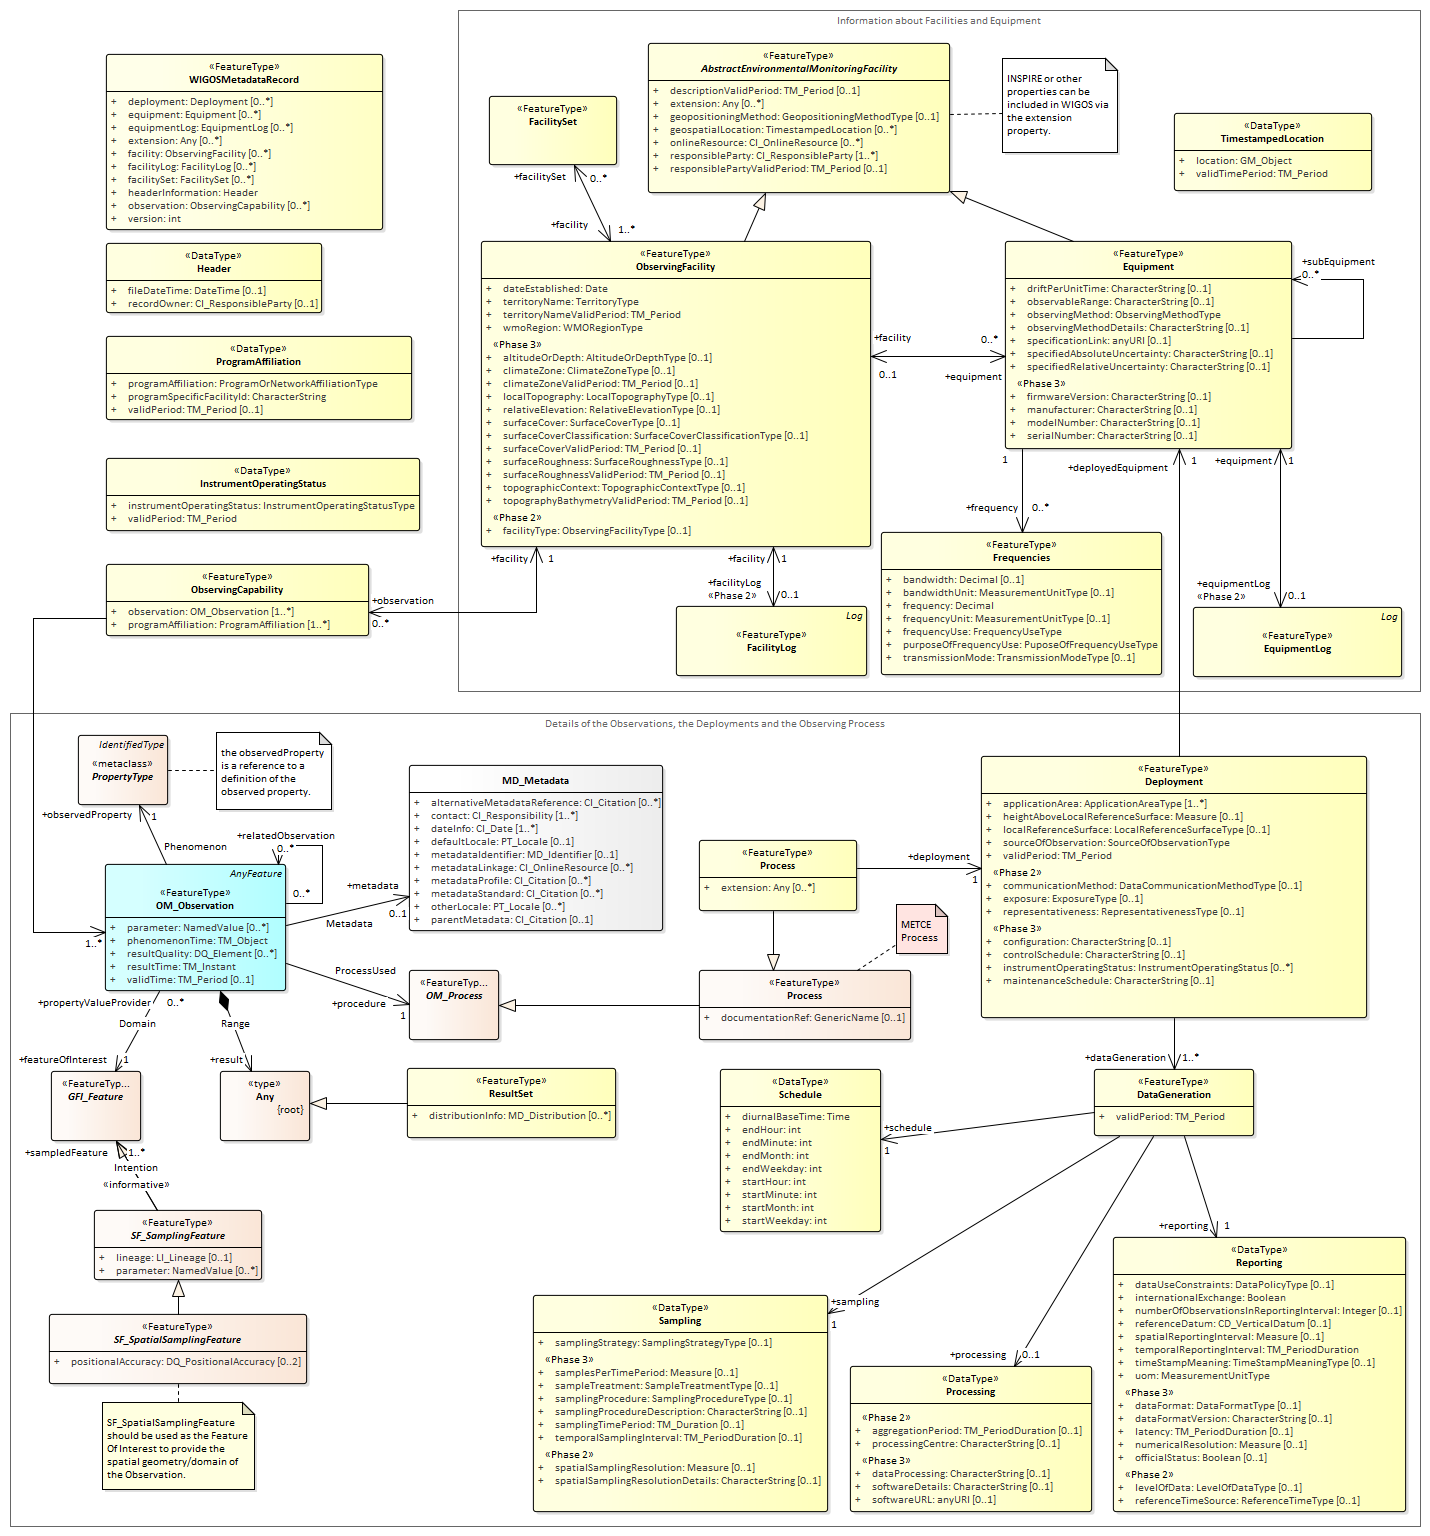 Information about Facilities and Equipment
«FeatureType»
WIGOSMetadataRecord
+ deployment: Deployment [0..*]
+ equipment: Equipment [0..*]
+ equipmentLog: EquipmentLog [0..*]
+ extension: Any [0..*]
+ facility: ObservingFacility [0..*]
+ facilityLog: FacilityLog [0..*]
+ facilitySet: FacilitySet [0..*]
+ headerInformation: Header
+ observation: ObservingCapability [0..*]
+ version: int
«DataType»
Header
+ fileDateTime: DateTime [0..1]
+ recordOwner: CI_ResponsibleParty [0..1]
«DataType»
ProgramAffiliation
+ programAffiliation: ProgramOrNetworkAffiliationType
+ programSpecificFacilityId: CharacterString
+ validPeriod: TM_Period [0..1]
«DataType»
InstrumentOperatingStatus
+ instrumentOperatingStatus: InstrumentOperatingStatusType
+ validPeriod: TM_Period
«FeatureType»
ObservingCapability
+ observation: OM_Observation [1..*]
+ programAffiliation: ProgramAffiliation [1..*]
«FeatureType»
FacilitySet
+facilitySet
0..*
+facility
1..*
«FeatureType»
AbstractEnvironmentalMonitoringFacility
+ descriptionValidPeriod: TM_Period [0..1]
+ extension: Any [0..*]
+ geopositioningMethod: GeopositioningMethodType [0..1]
+ geospatialLocation: TimestampedLocation [0..*]
+ onlineResource: CI_OnlineResource [0..*]
+ responsibleParty: CI_ResponsibleParty [1..*]
+ responsiblePartyValidPeriod: TM_Period [0..1]
INSPIRE or other
properties can be
included in WIGOS via
the extension
property.
«DataType»
TimestampedLocation
+ location: GM_Object
+ validTimePeriod: TM_Period
«FeatureType»
ObservingFacility
+ dateEstablished: Date
+ territoryName: TerritoryType
+ territoryNameValidPeriod: TM_Period
+ wmoRegion: WMORegionType
«Phase 3»
+ altitudeOrDepth: AltitudeOrDepthType [0..1]
+ climateZone: ClimateZoneType [0..1]
+ climateZoneValidPeriod: TM_Period [0..1]
+ localTopography: LocalTopographyType [0..1]
+ relativeElevation: RelativeElevationType [0..1]
+ surfaceCover: SurfaceCoverType [0..1]
+ surfaceCoverClassification: SurfaceCoverClassificationType [0..1]
+ surfaceCoverValidPeriod: TM_Period [0..1]
+ surfaceRoughness: SurfaceRoughnessType [0..1]
+ surfaceRoughnessValidPeriod: TM_Period [0..1]
+ topographicContext: TopographicContextType [0..1]
+ topographyBathymetryValidPeriod: TM_Period [0..1]
«Phase 2»
+ facilityType: ObservingFacilityType [0..1]
+facility
0..1
0..*
+equipment
«FeatureType»
Equipment
+ driftPerUnitTime: CharacterString [0..1]
+ observableRange: CharacterString [0..1]
+ observingMethod: ObservingMethodType
+ observingMethodDetails: CharacterString [0..1]
+ specificationLink: anyURI [0..1]
+ specifiedAbsoluteUncertainty: CharacterString [0..1]
+ specifiedRelativeUncertainty: CharacterString [0..1]
«Phase 3»
+ firmwareVersion: CharacterString [0..1]
+ manufacturer: CharacterString [0..1]
+ modelNumber: CharacterString [0..1]
+ serialNumber: CharacterString [0..1]
+subEquipment
0..*
+facility 1
+observation
0..*
+facility 1
+facilityLog
«Phase 2» 0..1
Log
«FeatureType»
FacilityLog
1
+frequency 0..*
«FeatureType»
Frequencies
+ bandwidth: Decimal [0..1]
+ bandwidthUnit: MeasurementUnitType [0..1]
+ frequency: Decimal
+ frequencyUnit: MeasurementUnitType [0..1]
+ frequencyUse: FrequencyUseType
+ purposeOfFrequencyUse: PuposeOfFrequencyUseType
+ transmissionMode: TransmissionModeType [0..1]
+deployedEquipment 1
+equipment 1
+equipmentLog
«Phase 2» 0..1
Log
«FeatureType»
EquipmentLog
Details of the Observations, the Deployments and the Observing Process
IdentifiedType
«metaclass»
PropertyType
the observedProperty
is a reference to a
definition of the
observed property.
+observedProperty 1
Phenomenon
+relatedObservation
0..*
0..*
AnyFeature
«FeatureType»
OM_Observation
+ parameter: NamedValue [0..*]
+ phenomenonTime: TM_Object
+ resultQuality: DQ_Element [0..*]
+ resultTime: TM_Instant
+ validTime: TM_Period [0..1]
1..*
+metadata
0..1
Metadata
MD_Metadata
+ alternativeMetadataReference: CI_Citation [0..*]
+ contact: CI_Responsibility [1..*]
+ dateInfo: CI_Date [1..*]
+ defaultLocale: PT_Locale [0..1]
+ metadataIdentifier: MD_Identifier [0..1]
+ metadataLinkage: CI_OnlineResource [0..*]
+ metadataProfile: CI_Citation [0..*]
+ metadataStandard: CI_Citation [0..*]
+ otherLocale: PT_Locale [0..*]
+ parentMetadata: CI_Citation [0..1]
ProcessUsed
+procedure
1
«FeatureTyp...
OM_Process
«FeatureType»
Process
+ extension: Any [0..*]
+deployment
1
METCE
Process
«FeatureType»
Process
+ documentationRef: GenericName [0..1]
«FeatureType»
Deployment
+ applicationArea: ApplicationAreaType [1..*]
+ heightAboveLocalReferenceSurface: Measure [0..1]
+ localReferenceSurface: LocalReferenceSurfaceType [0..1]
+ sourceOfObservation: SourceOfObservationType
+ validPeriod: TM_Period
«Phase 2»
+ communicationMethod: DataCommunicationMethodType [0..1]
+ exposure: ExposureType [0..1]
+ representativeness: RepresentativenessType [0..1]
«Phase 3»
+ configuration: CharacterString [0..1]
+ controlSchedule: CharacterString [0..1]
+ instrumentOperatingStatus: InstrumentOperatingStatus [0..*]
+ maintenanceSchedule: CharacterString [0..1]
+propertyValueProvider 0..*
Domain
+featureOfInterest 1
Range
+result
«FeatureTyp...
GFI_Feature
«type»
Any
{root}
«FeatureType»
ResultSet
+ distributionInfo: MD_Distribution [0..*]
+sampledFeature 1..*
Intention
«informative»
«FeatureType»
SF_SamplingFeature
+ lineage: LI_Lineage [0..1]
+ parameter: NamedValue [0..*]
«FeatureType»
SF_SpatialSamplingFeature
+ positionalAccuracy: DQ_PositionalAccuracy [0..2]
SF_SpatialSamplingFeature
should be used as the Feature
Of Interest to provide the
spatial geometry/domain of
the Observation.
+dataGeneration 1..*
«FeatureType»
DataGeneration
+ validPeriod: TM_Period
«DataType»
Schedule
+ diurnalBaseTime: Time
+ endHour: int
+ endMinute: int
+ endMonth: int
+ endWeekday: int
+ startHour: int
+ startMinute: int
+ startMonth: int
+ startWeekday: int
+schedule
1
+sampling
1
+processing 0..1
+reporting 1
«DataType»
Sampling
+ samplingStrategy: SamplingStrategyType [0..1]
«Phase 3»
+ samplesPerTimePeriod: Measure [0..1]
+ sampleTreatment: SampleTreatmentType [0..1]
+ samplingProcedure: SamplingProcedureType [0..1]
+ samplingProcedureDescription: CharacterString [0..1]
+ samplingTimePeriod: TM_Duration [0..1]
+ temporalSamplingInterval: TM_PeriodDuration [0..1]
«Phase 2»
+ spatialSamplingResolution: Measure [0..1]
+ spatialSamplingResolutionDetails: CharacterString [0..1]
«DataType»
Processing
«Phase 2»
+ aggregationPeriod: TM_PeriodDuration [0..1]
+ processingCentre: CharacterString [0..1]
«Phase 3»
+ dataProcessing: CharacterString [0..1]
+ softwareDetails: CharacterString [0..1]
+ softwareURL: anyURI [0..1]
«DataType»
Reporting
+ dataUseConstraints: DataPolicyType [0..1]
+ internationalExchange: Boolean
+ numberOfObservationsInReportingInterval: Integer [0..1]
+ referenceDatum: CD_VerticalDatum [0..1]
+ spatialReportingInterval: Measure [0..1]
+ temporalReportingInterval: TM_PeriodDuration
+ timeStampMeaning: TimeStampMeaningType [0..1]
+ uom: MeasurementUnitType
«Phase 3»
+ dataFormat: DataFormatType [0..1]
+ dataFormatVersion: CharacterString [0..1]
+ latency: TM_PeriodDuration [0..1]
+ numericalResolution: Measure [0..1]
+ officialStatus: Boolean [0..1]
«Phase 2»
+ levelOfData: LevelOfDataType [0..1]
+ referenceTimeSource: ReferenceTimeType [0..1]